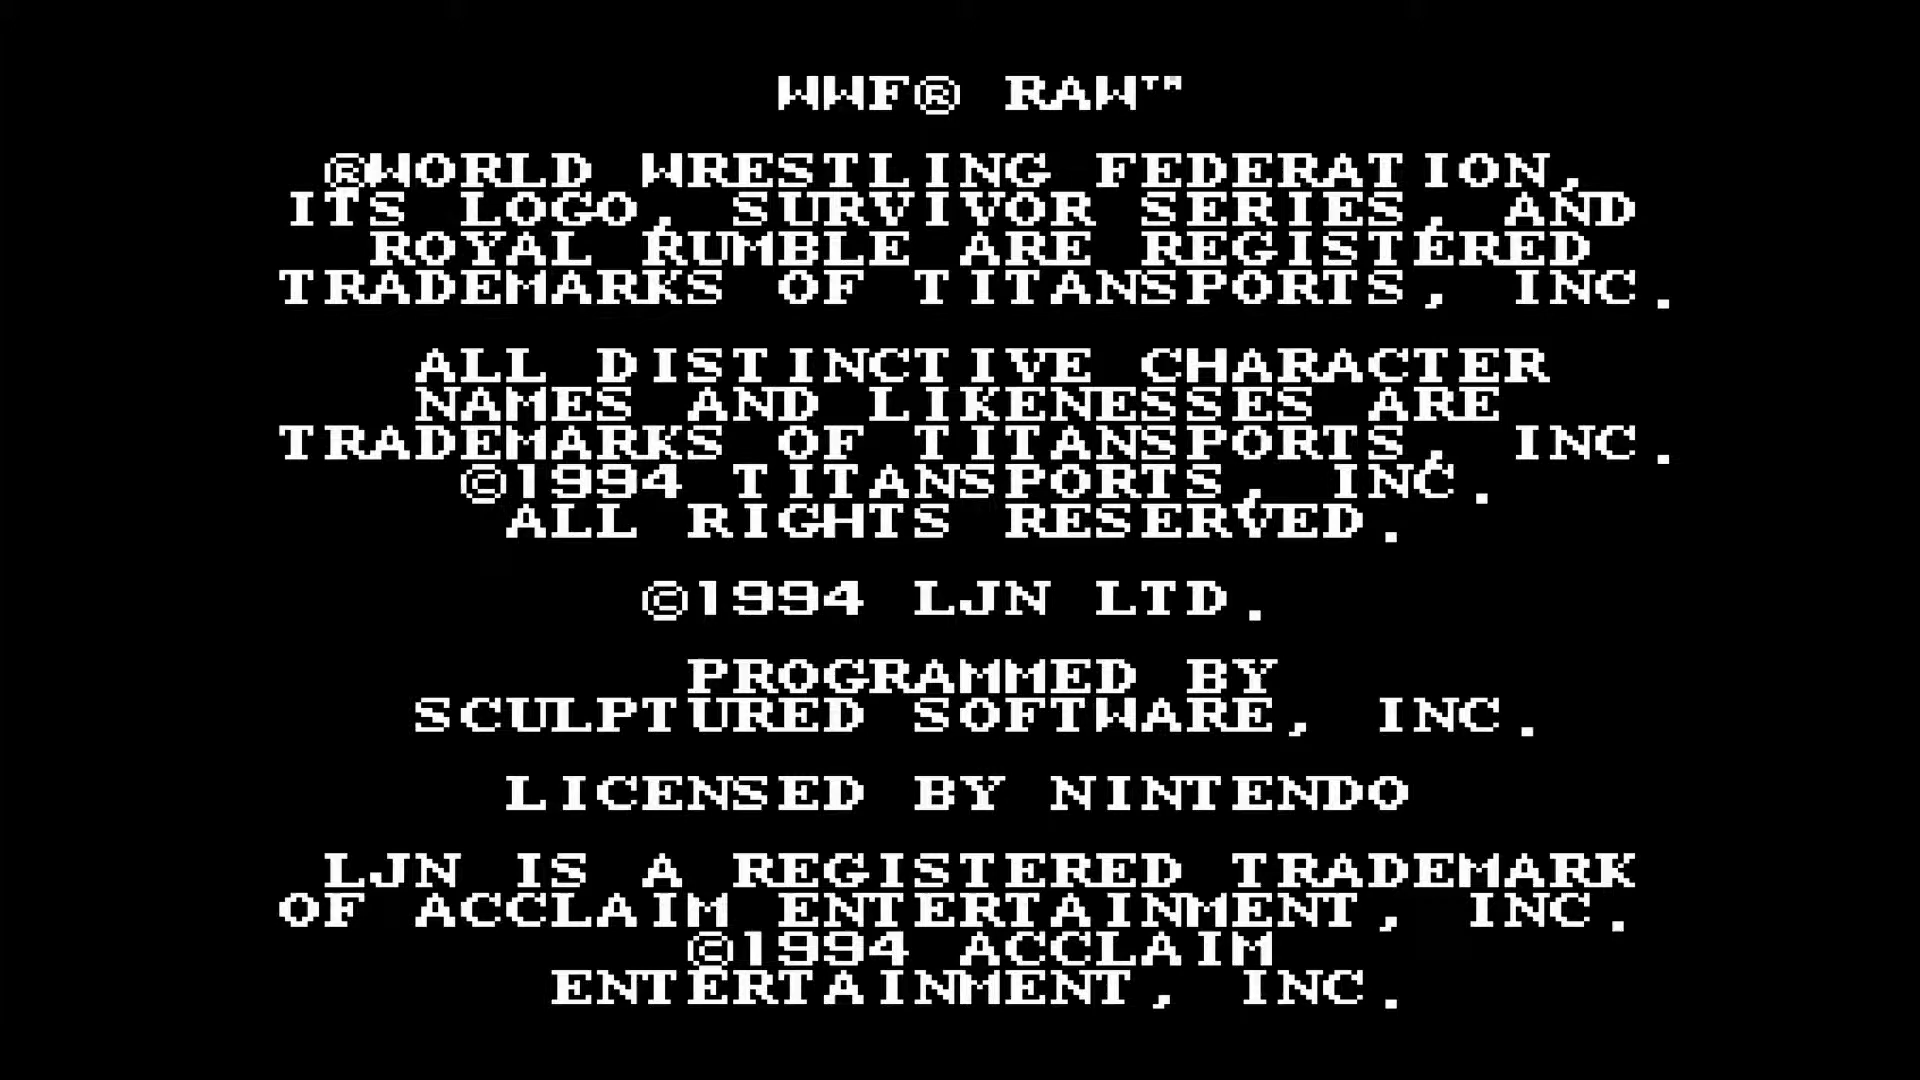 WWF® RAW™
®WORLD WRESTLING FEDERATION,
ITS LOGO, SURVIVOR SERIES, AND
ROYAL RUMBLE ARE REGISTERED
TRADEMARKS OF TITANSPORTS, INC.
ALL DISTINCTIVE CHARACTER
NAMES AND LIKENESSES ARE
TRADEMARKS OF TITANSPORTS, INC.
©1994 TITANSPORTS, INC.
ALL RIGHTS RESERVED.
©1994 LJN LTD.
PROGRAMMED BY
SCULPTURED SOFTWARE, INC.
LICENSED BY NINTENDO
LJN IS A REGISTERED TRADEMARK
OF ACCLAIM ENTERTAINMENT, INC.
©1994 ACCLAIM
ENTERTAINMENT, INC.